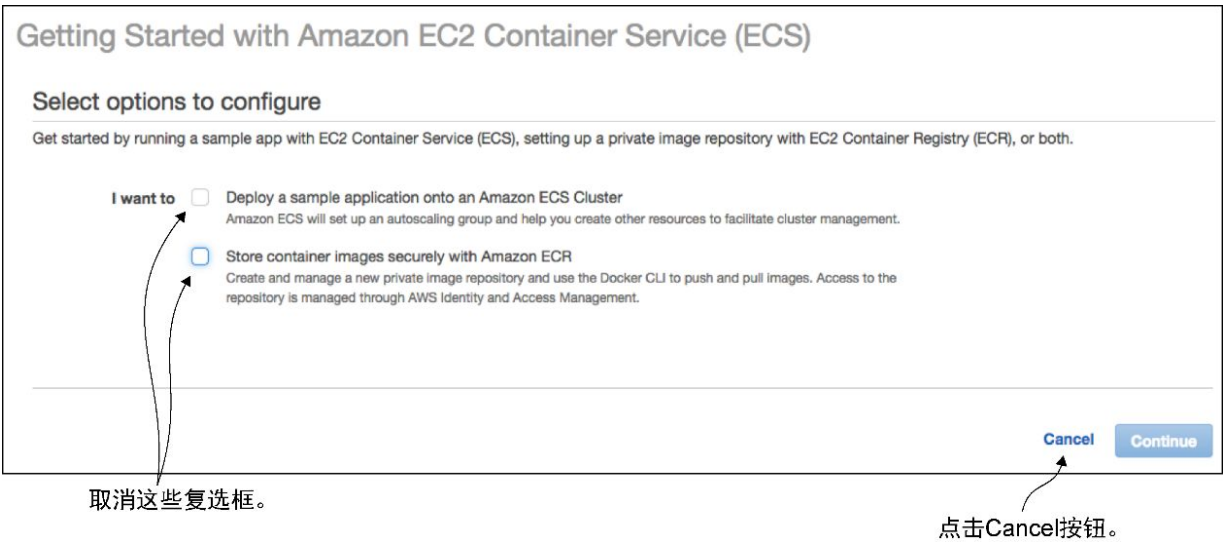 Getting Started with Amazon EC2 Container Service (ECS)
Select options to configure
Get started by running a sample app with EC2 Container Service (ECS), setting up a private image repository with EC2 Container Registry (ECR), or both.
I want to
Deploy a sample application onto an Amazon ECS Cluster
Amazon ECS will set up an autoscaling group and help you create other resources to facilitate cluster management.
Store container images securely with Amazon ECR
Create and manage a new private image repository and use the Docker CLI to push and pull images. Access to the
repository is managed through AWS Identity and Access Management.
Cancel
Continue
取消这些复选框。
点击Cancel按钮。